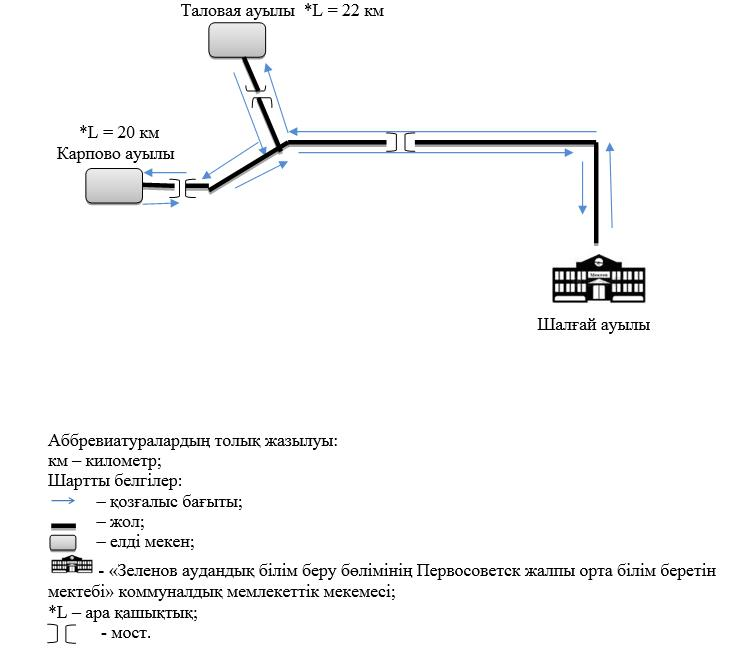 Таловая ауылы *L = 22 км
*L = 20 км
Карпово ауылы
Шалғай ауылы
Аббревиатуралардың толық жазылуы:
км – километр;
Шартты белгілер:
– қозғалыс бағыты;
– жол;
– елді мекен;
- «Зеленов аудандық білім беру бөлімінің Первосоветск жалпы орта білім беретін
мектебі» коммуналдық мемлекеттік мекемесі;
*L – ара қашықтық;
- мост.